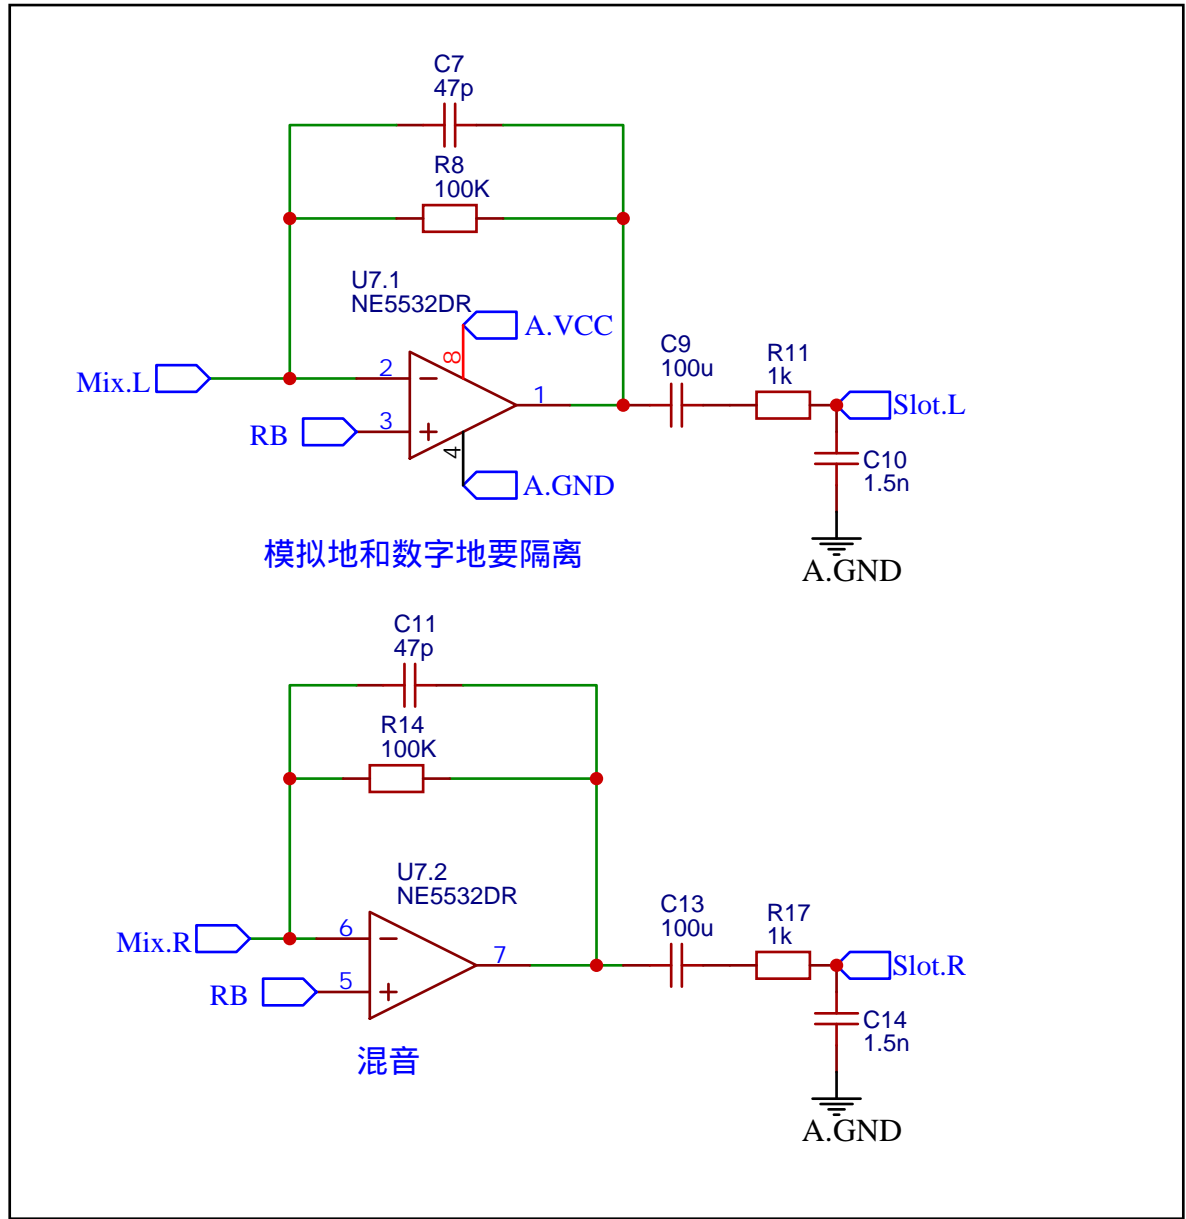 C7
47p
R8
100K
U7.1
NE5532DR
A.VCC
8
Mix.L
2
1
RB
3
4
A.GND
C9
100u
R11
1k
Slot.L
C10
1.5n
A.GND
模拟地和数字地要隔离
C11
47p
R14
100K
U7.2
NE5532DR
Mix.R
6
7
RB
5
C13
100u
R17
1k
Slot.R
C14
1.5n
A.GND
混音